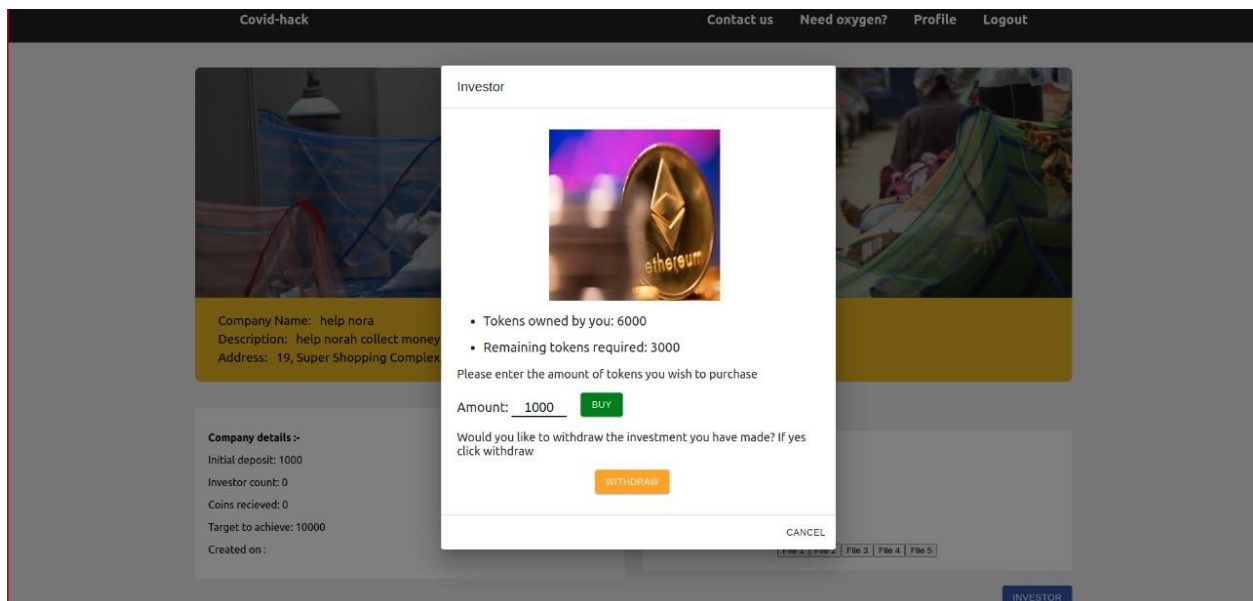 Covid-hack Contact us Need oxygen? Profile Logout
Investor
ethereum
Company Name: help nora
Description: help norah collect money
Address: 19, Super Shopping Complex
• Tokens owned by you: 6000
• Remaining tokens required: 3000
Please enter the amount of tokens you wish to purchase
Amount: 1000 BUY
Would you like to withdraw the investment you have made? If yes
click withdraw
WITHDRAW
CANCEL
Company details :-
Initial deposit: 1000
Investor count: 0
Coins recieved: 0
Target to achieve: 10000
Created on :
File 1 File 2 File 3 File 4 File 5
INVESTOR